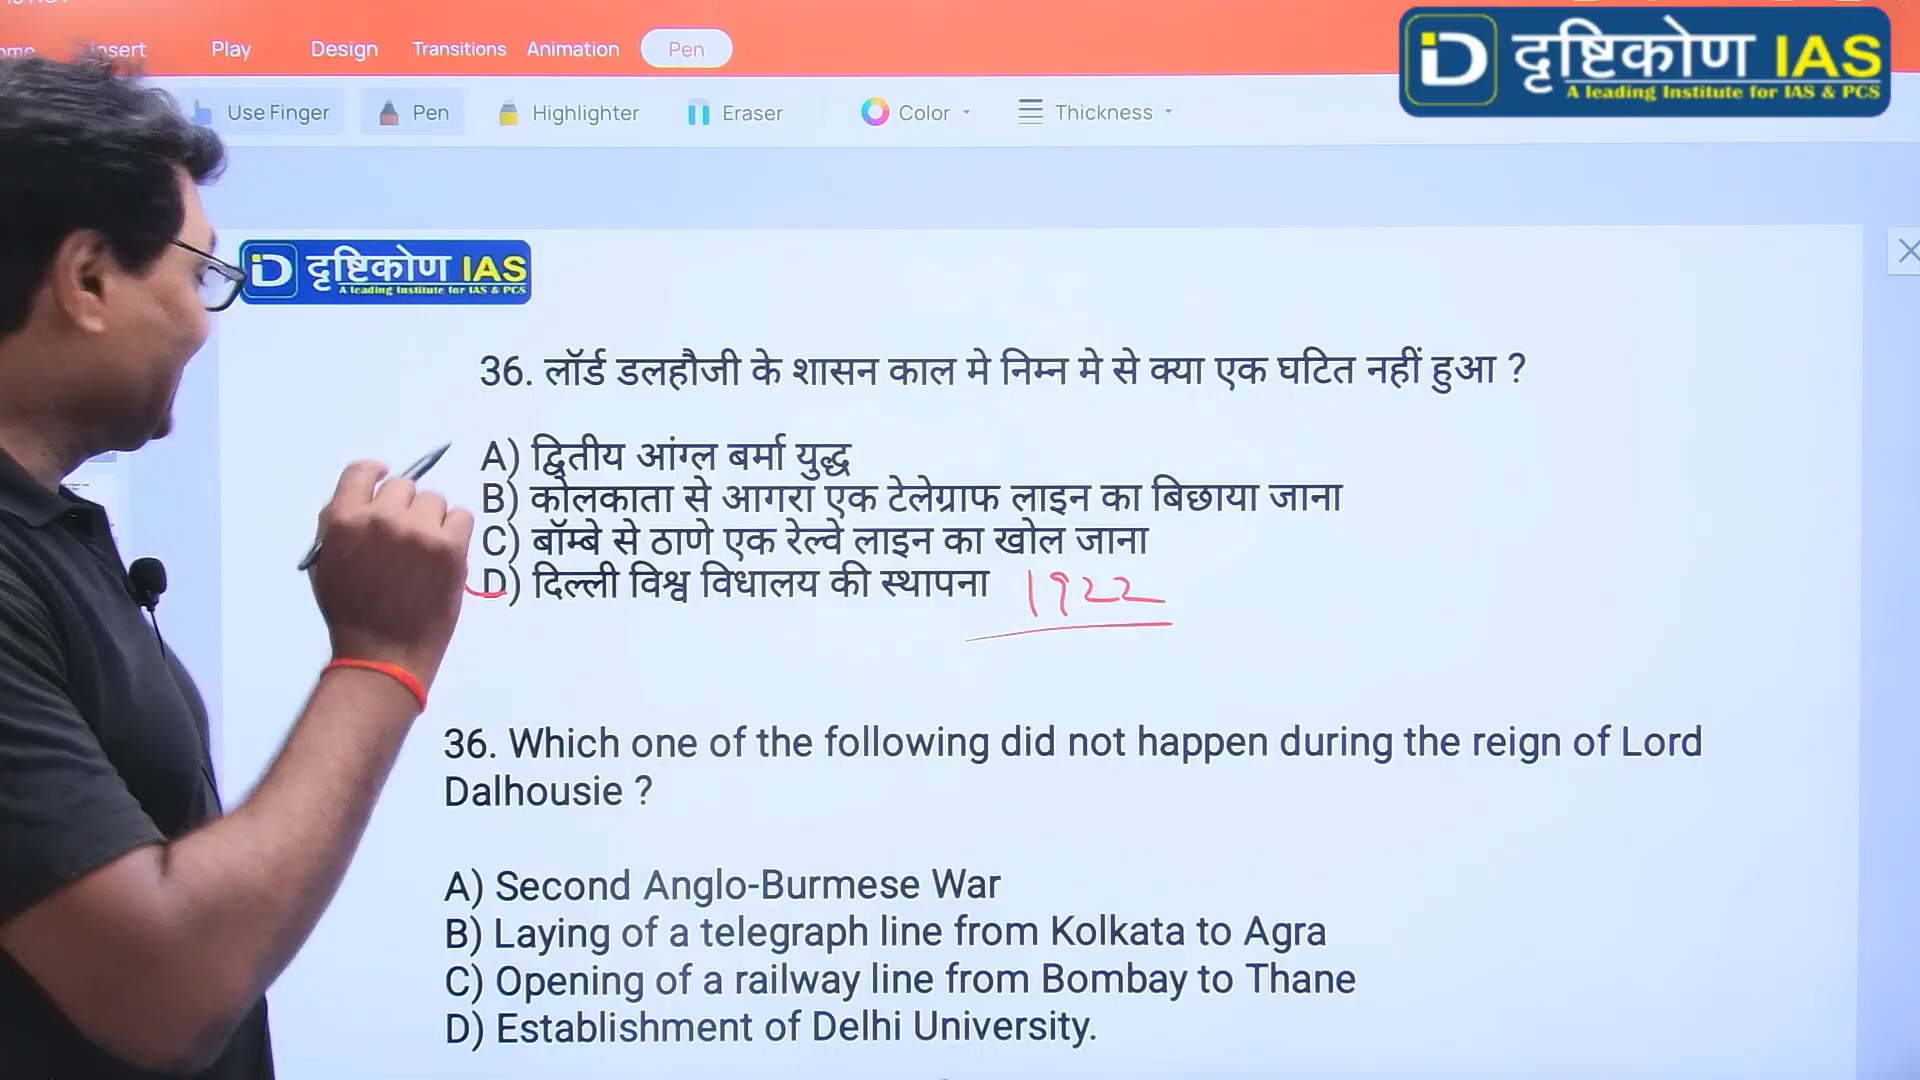 Insert Play Design Transitions Animation Pen
Use Finger Pen Highlighter Eraser Color Thickness
दृष्टिकोण IAS
A leading Institute for IAS & PCS
दृष्टिकोण IAS
A leading Institute for IAS & PCS
36. लॉर्ड डलहौजी के शासन काल मे निम्न मे से क्या एक घटित नहीं हुआ ?
A) द्वितीय आंग्ल बर्मा युद्ध
B) कोलकाता से आगरा एक टेलेग्राफ लाइन का बिछाया जाना
C) बॉम्बे से ठाणे एक रेल्वे लाइन का खोल जाना
D) दिल्ली विश्व विधालय की स्थापना 1922
36. Which one of the following did not happen during the reign of Lord
Dalhousie ?
A) Second Anglo-Burmese War
B) Laying of a telegraph line from Kolkata to Agra
C) Opening of a railway line from Bombay to Thane
D) Establishment of Delhi University.